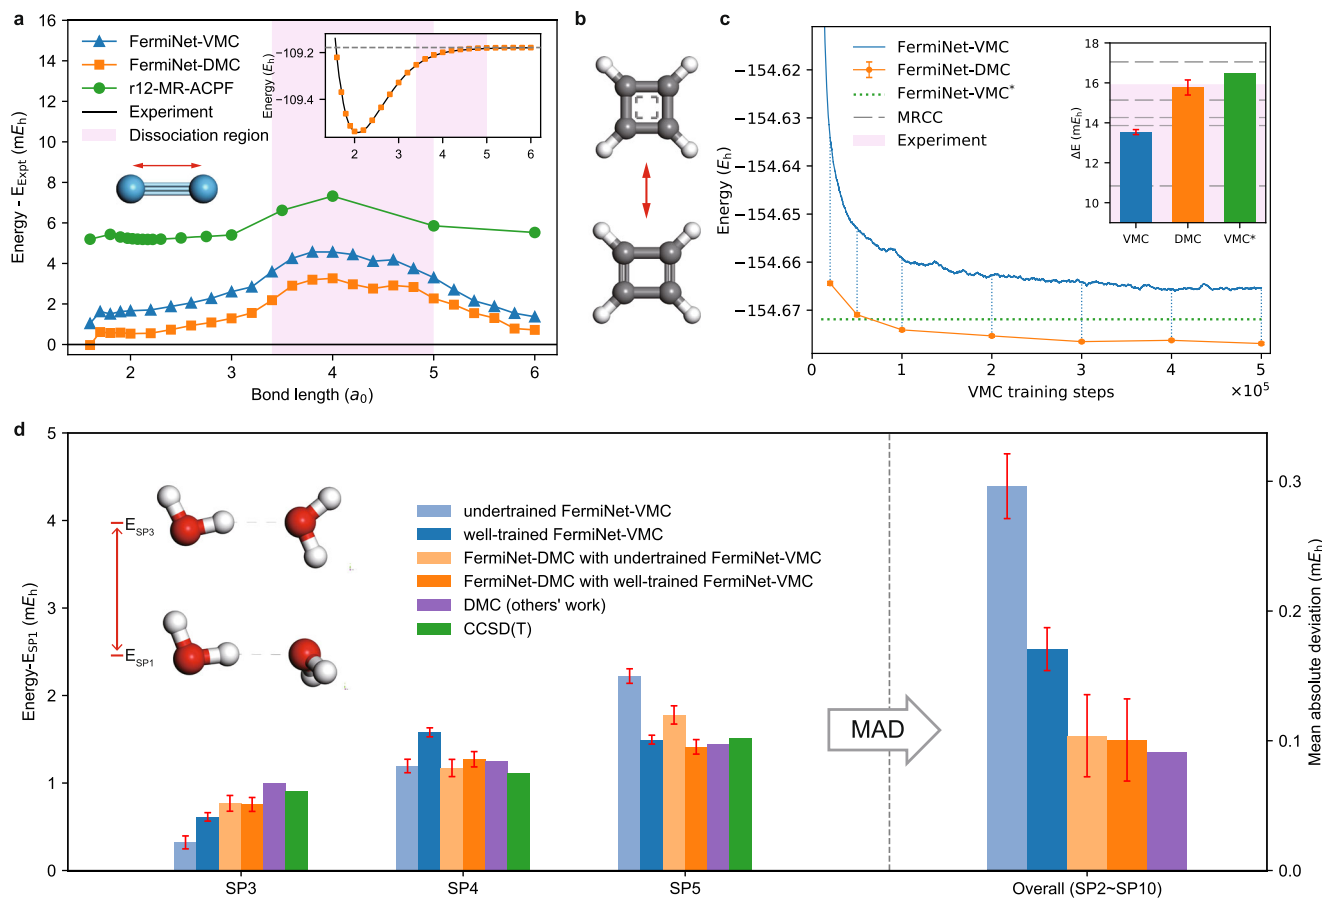 a
16
14
12
10
8
6
4
2
0
Energy - E_Expt (mE_h)
FermiNet-VMC
FermiNet-DMC
r12-MR-ACPF
Experiment
Dissociation region
Energy (E_h)
−109.2
−109.4
2
3
4
5
6
2
3
4
5
6
Bond length (a_0)
b
c
Energy (E_h)
−154.62
−154.63
−154.64
−154.65
−154.66
−154.67
FermiNet-VMC
FermiNet-DMC
FermiNet-VMC*
MRCC
Experiment
ΔE (mE_h)
18
16
14
12
10
VMC
DMC
VMC*
0
1
2
3
4
5
×10^5
VMC training steps
d
5
4
3
2
1
0
Energy-E_SP1 (mE_h)
E_SP3
E_SP1
undertrained FermiNet-VMC
well-trained FermiNet-VMC
FermiNet-DMC with undertrained FermiNet-VMC
FermiNet-DMC with well-trained FermiNet-VMC
DMC (others' work)
CCSD(T)
MAD
SP3
SP4
SP5
Overall (SP2~SP10)
0.3
0.2
0.1
0.0
Mean absolute deviation (mE_h)